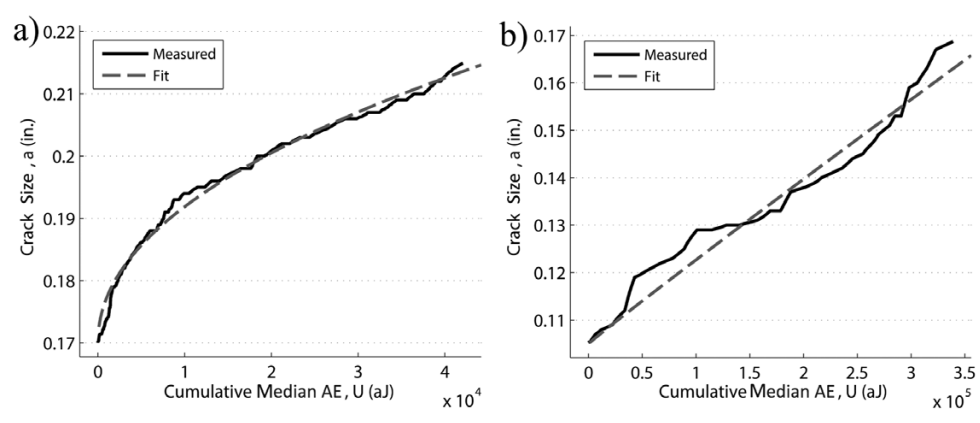 a)
0.22
0.21
0.2
0.19
0.18
0.17
Crack Size , a (in.)
Measured
Fit
0
1
2
3
4
Cumulative Median AE , U (aJ)
x 10^4
b)
0.17
0.16
0.15
0.14
0.13
0.12
0.11
Crack Size , a (in.)
Measured
Fit
0
0.5
1
1.5
2
2.5
3
3.5
Cumulative Median AE , U (aJ)
x 10^5